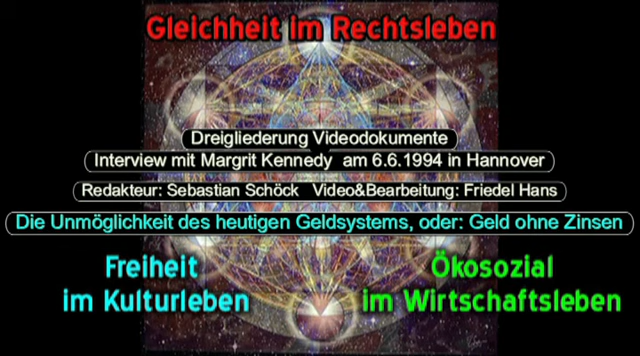 Gleichheit im Rechtsleben
Dreigliederung Videodokumente
Interview mit Margrit Kennedy am 6.6.1994 in Hannover
Redakteur: Sebastian Schöck Video&Bearbeitung: Friedel Hans
Die Unmöglichkeit des heutigen Geldsystems, oder: Geld ohne Zinsen
Freiheit
im Kulturleben
Ökosozial
im Wirtschaftsleben